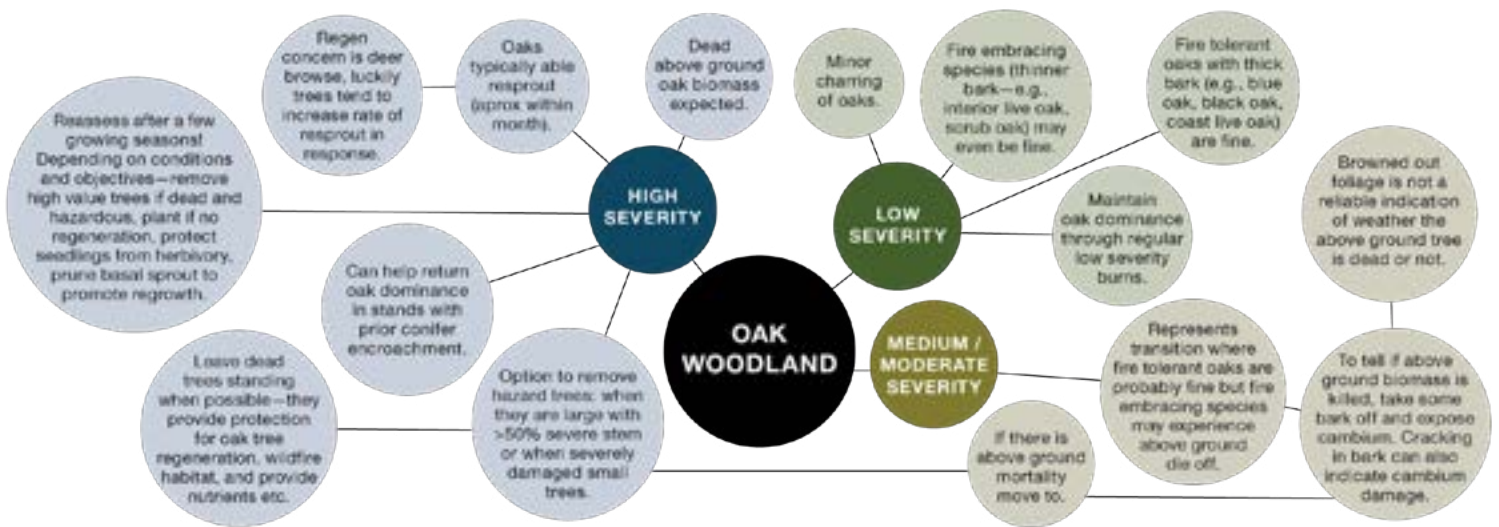 Regen
concern is deer
browse, luckily
trees tend to
increase rate of
resprout in
response.
Oaks
typically able
resprout
(aprox within
month).
Dead
above ground
oak biomass
expected.
Minor
charring
of oaks.
Fire embracing
species (thinner
bark—e.g.,
interior live oak,
scrub oak) may
even be fine.
Fire tolerant
oaks with thick
bark (e.g., blue
oak, black oak,
coast live oak)
are fine.
Reassess after a few
growing seasons!
Depending on conditions
and objectives—remove
high value trees if dead and
hazardous, plant if no
regeneration, protect
seedlings from herbivory,
prune basal sprout to
promote regrowth.
HIGH
SEVERITY
LOW
SEVERITY
Maintain
oak dominance
through regular
low severity
burns.
Browned out
foliage is not a
reliable indication
of weather the
above ground tree
is dead or not.
Can help return
oak dominance
in stands with
prior conifer
encroachment.
OAK
WOODLAND
MEDIUM /
MODERATE
SEVERITY
Represents
transition where
fire tolerant oaks are
probably fine but fire
embracing species
may experience
above ground
die off.
To tell if above
ground biomass is
killed, take some
bark off and expose
cambium. Cracking
in bark can also
indicate cambium
damage.
Leave dead
trees standing
when possible—they
provide protection
for oak tree
regeneration, wildfire
habitat, and provide
nutrients etc.
Option to remove
hazard trees: when
they are large with
>50% severe stem
or when severely
damaged small
trees.
If there is
above ground
mortality
move to.